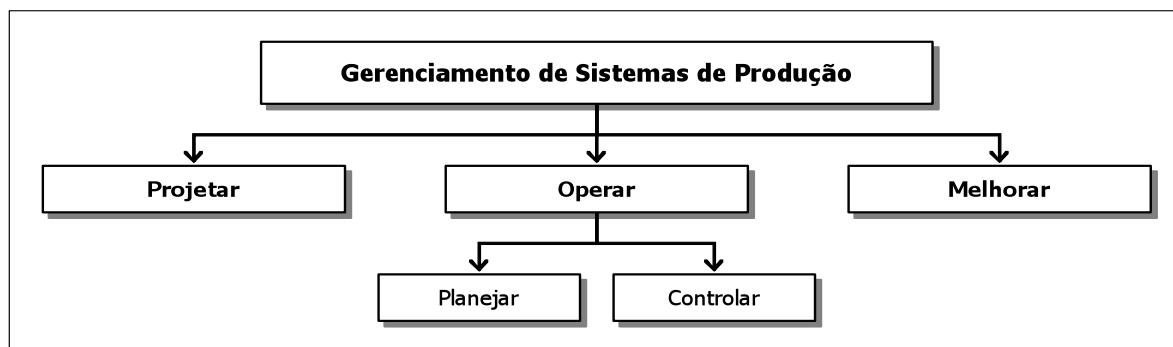 Gerenciamento de Sistemas de Produção
Projetar
Operar
Melhorar
Planejar
Controlar